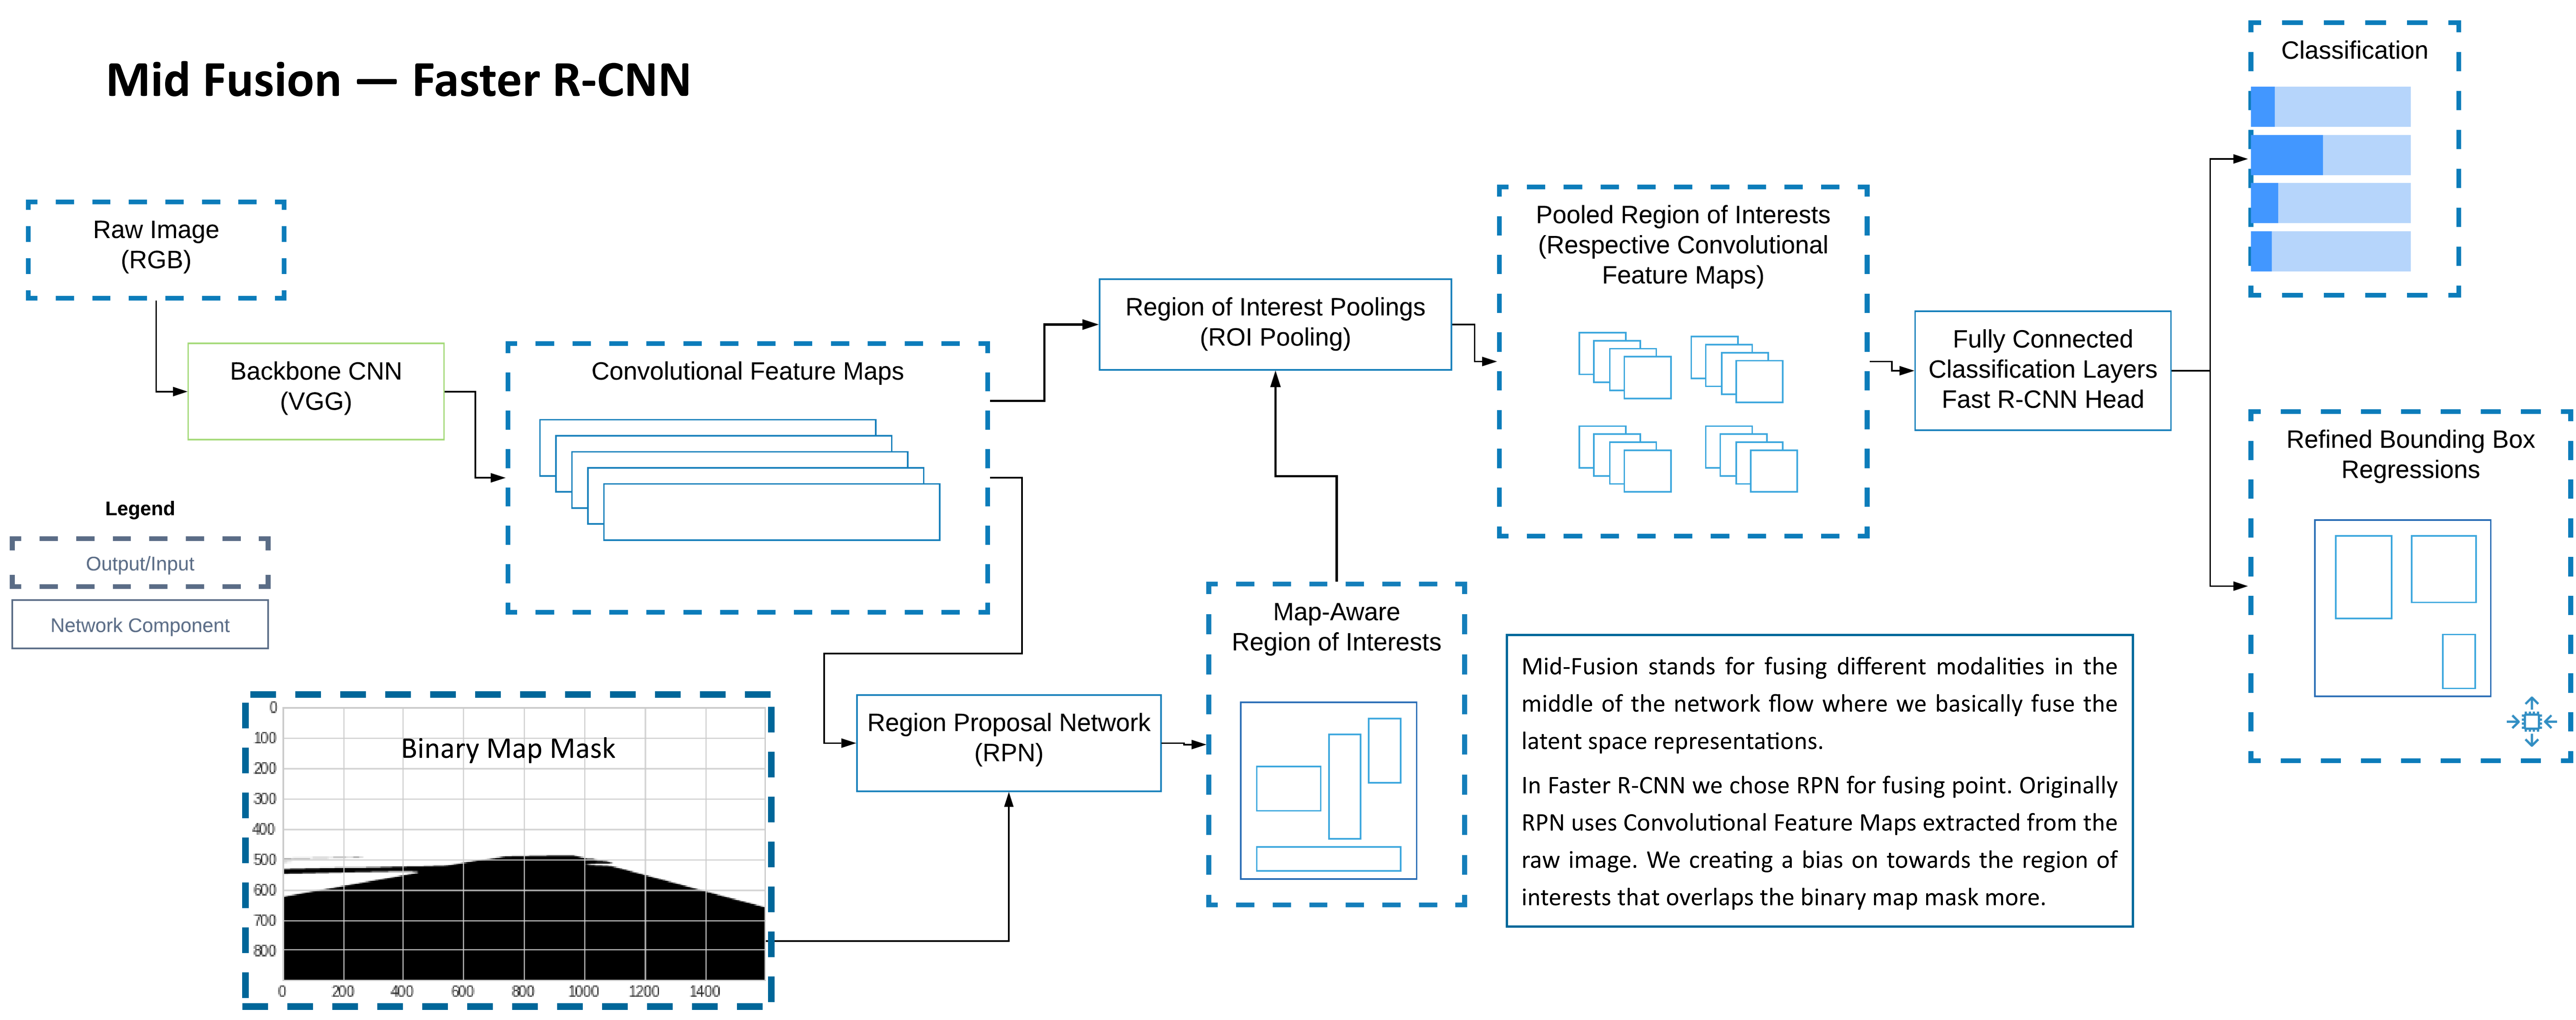 Mid Fusion — Faster R-CNN
Classification
Raw Image
(RGB)
Pooled Region of Interests
(Respective Convolutional
Feature Maps)
Region of Interest Poolings
(ROI Pooling)
Fully Connected
Classification Layers
Fast R-CNN Head
Backbone CNN
(VGG)
Convolutional Feature Maps
Refined Bounding Box
Regressions
Legend
Output/Input
Network Component
Map-Aware
Region of Interests
Region Proposal Network
(RPN)
Binary Map Mask
0
100
200
300
400
500
600
700
800
0 200 400 600 800 1000 1200 1400
Mid-Fusion stands for fusing different modalities in the
middle of the network flow where we basically fuse the
latent space representations.
In Faster R-CNN we chose RPN for fusing point. Originally
RPN uses Convolutional Feature Maps extracted from the
raw image. We creating a bias on towards the region of
interests that overlaps the binary map mask more.